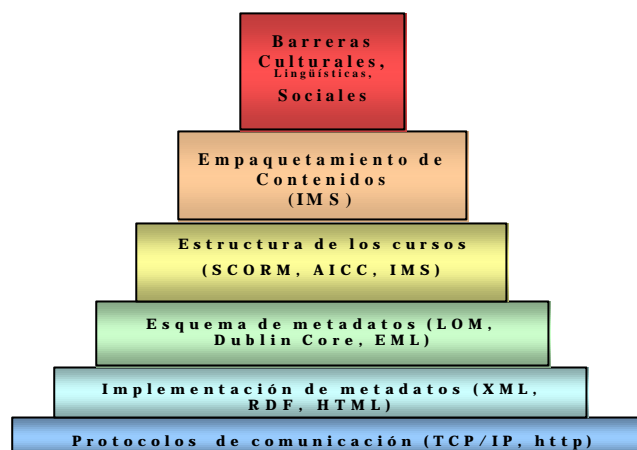 Barreras
Culturales,
Lingüísticas,
Sociales
Empaquetamiento de
Contenidos
(IMS)
Estructura de los cursos
(SCORM, AICC, IMS)
Esquema de metadatos (LOM,
Dublin Core, EML)
Implementación de metadatos (XML,
RDF, HTML)
Protocolos de comunicación (TCP/IP, http)